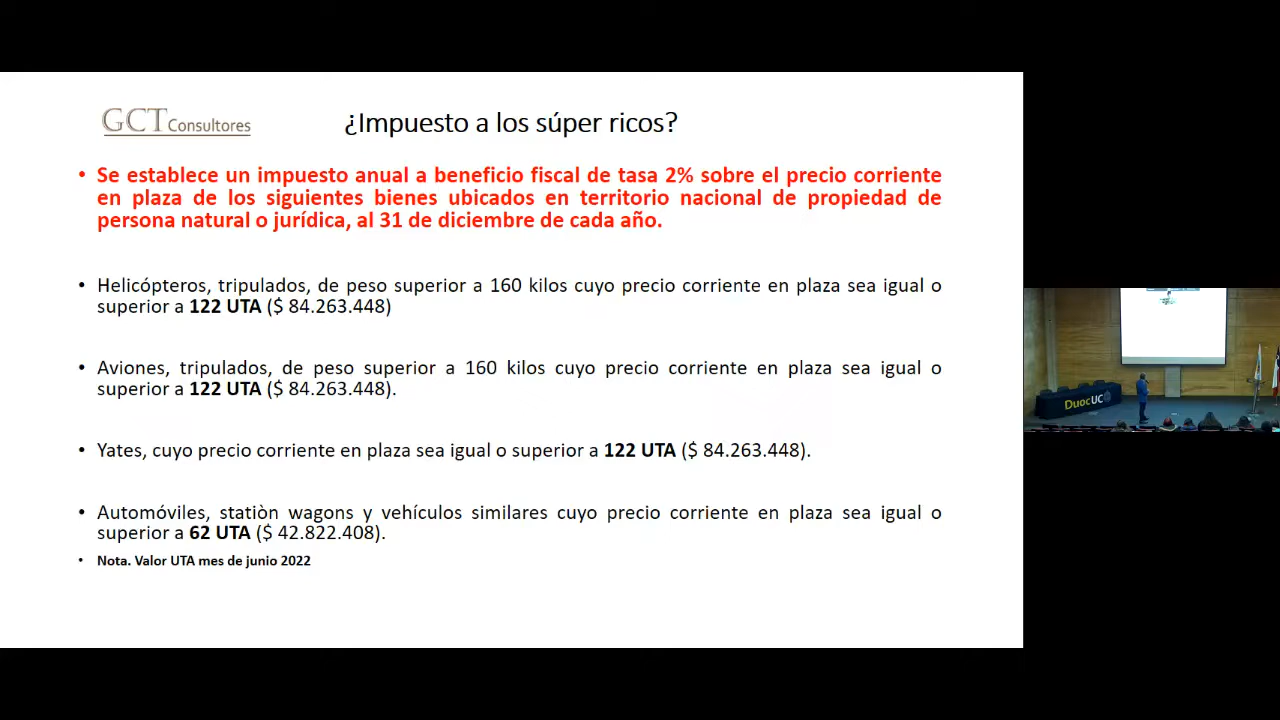 GCT Consultores
¿Impuesto a los súper ricos?
• Se establece un impuesto anual a beneficio fiscal de tasa 2% sobre el precio corriente
en plaza de los siguientes bienes ubicados en territorio nacional de propiedad de
persona natural o jurídica, al 31 de diciembre de cada año.
• Helicópteros, tripulados, de peso superior a 160 kilos cuyo precio corriente en plaza sea igual o
superior a 122 UTA ($ 84.263.448)
• Aviones, tripulados, de peso superior a 160 kilos cuyo precio corriente en plaza sea igual o
superior a 122 UTA ($ 84.263.448).
• Yates, cuyo precio corriente en plaza sea igual o superior a 122 UTA ($ 84.263.448).
• Automóviles, statiòn wagons y vehículos similares cuyo precio corriente en plaza sea igual o
superior a 62 UTA ($ 42.822.408).
• Nota. Valor UTA mes de junio 2022
DuocUC